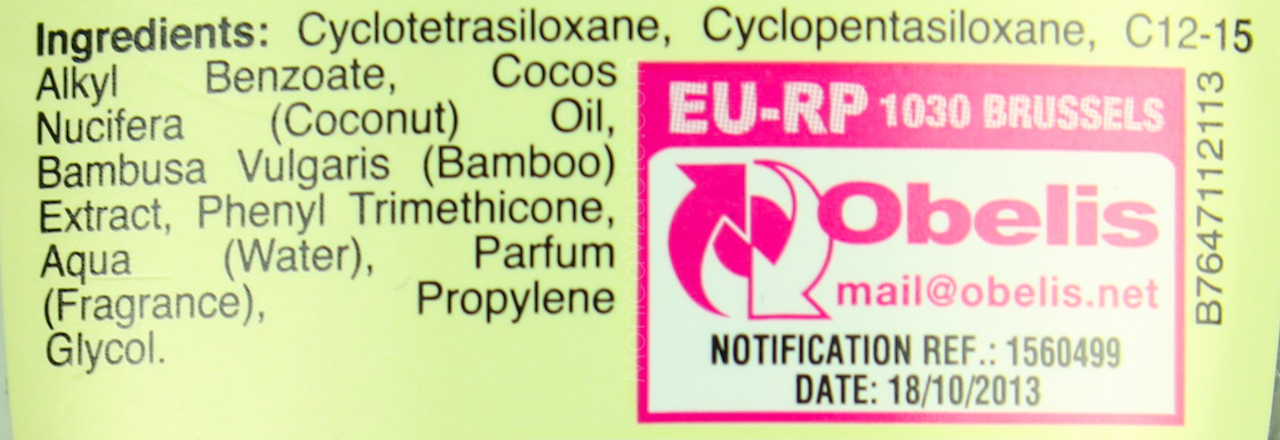 Ingredients: Cyclotetrasiloxane, Cyclopentasiloxane, C12-15
Alkyl Benzoate, Cocos
Nucifera (Coconut) Oil,
Bambusa Vulgaris (Bamboo)
Extract, Phenyl Trimethicone,
Aqua (Water), Parfum
(Fragrance), Propylene
Glycol.
EU-RP 1030 BRUSSELS
Obelis
mail@obelis.net
NOTIFICATION REF.: 1560499
DATE: 18/10/2013
B7647112113